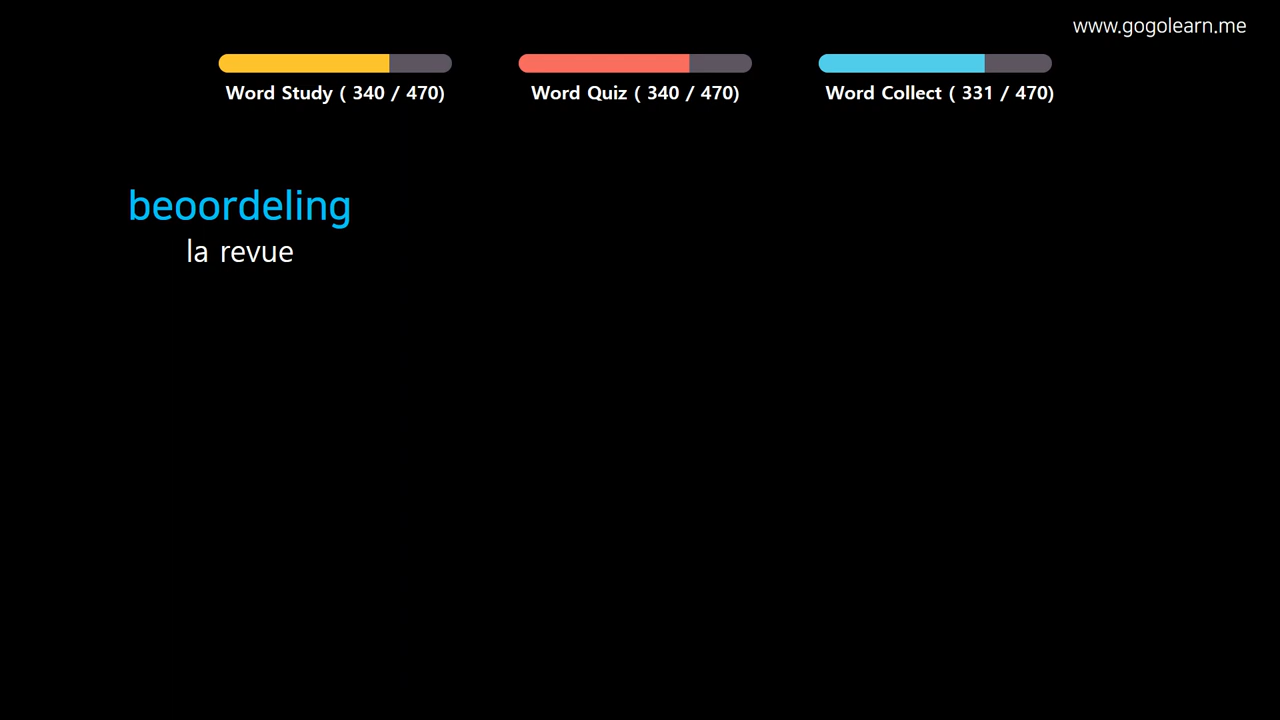 www.gogolearn.me
Word Study ( 340 / 470)
Word Quiz ( 340 / 470)
Word Collect ( 331 / 470)
beoordeling
la revue